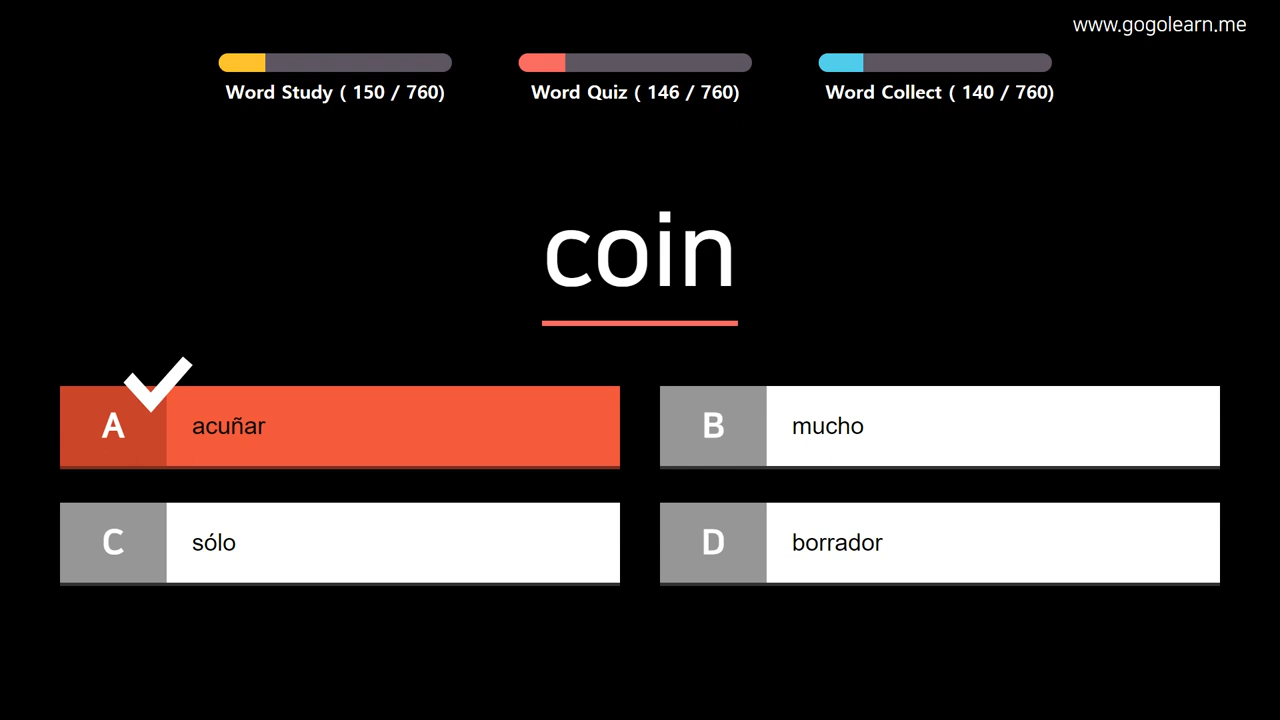 www.gogolearn.me
Word Study ( 150 / 760)
Word Quiz ( 146 / 760)
Word Collect ( 140 / 760)
coin
A acuñar
B mucho
C sólo
D borrador